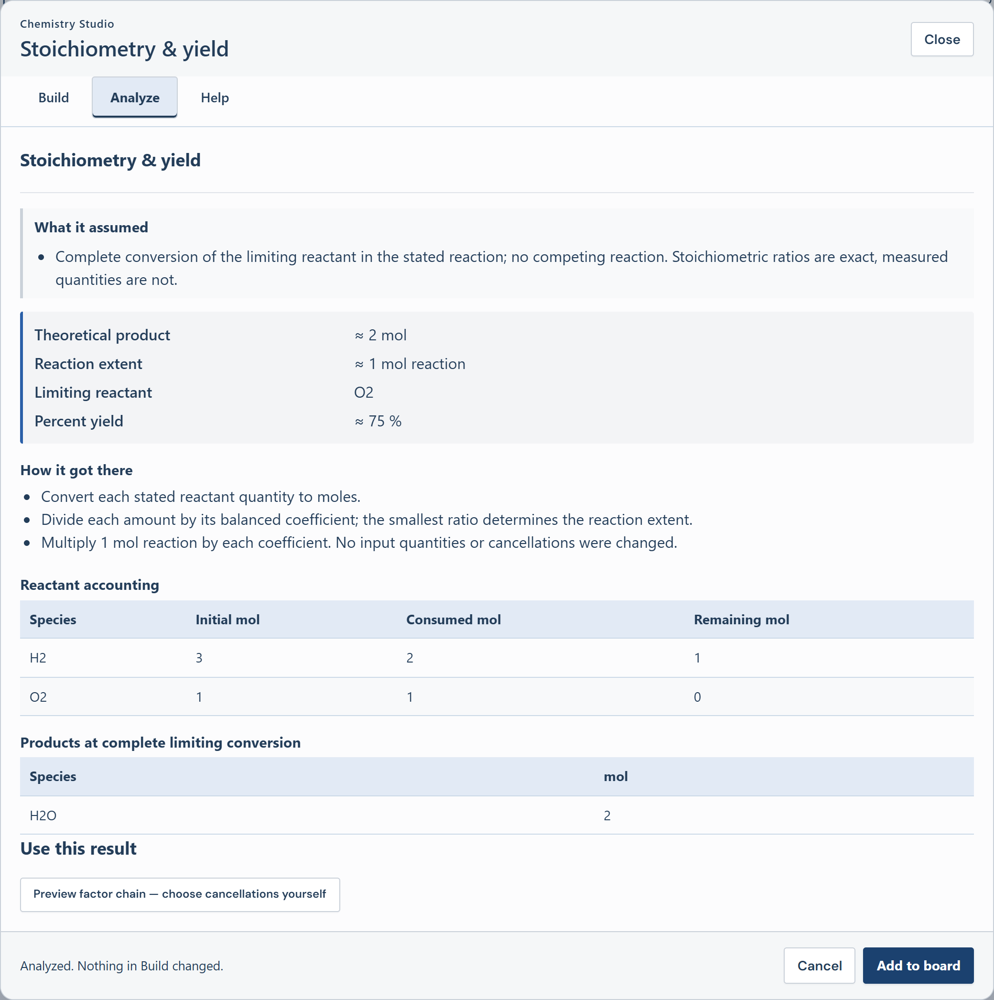 Chemistry Studio
Stoichiometry & yield
Close
Build Analyze Help
Stoichiometry & yield
What it assumed
• Complete conversion of the limiting reactant in the stated reaction; no competing reaction. Stoichiometric ratios are exact, measured
quantities are not.
Theoretical product ≈ 2 mol
Reaction extent ≈ 1 mol reaction
Limiting reactant O2
Percent yield ≈ 75 %
How it got there
• Convert each stated reactant quantity to moles.
• Divide each amount by its balanced coefficient; the smallest ratio determines the reaction extent.
• Multiply 1 mol reaction by each coefficient. No input quantities or cancellations were changed.
Reactant accounting
Species Initial mol Consumed mol Remaining mol
H2 3 2 1
O2 1 1 0
Products at complete limiting conversion
Species mol
H2O 2
Use this result
Preview factor chain — choose cancellations yourself
Analyzed. Nothing in Build changed.
Cancel Add to board